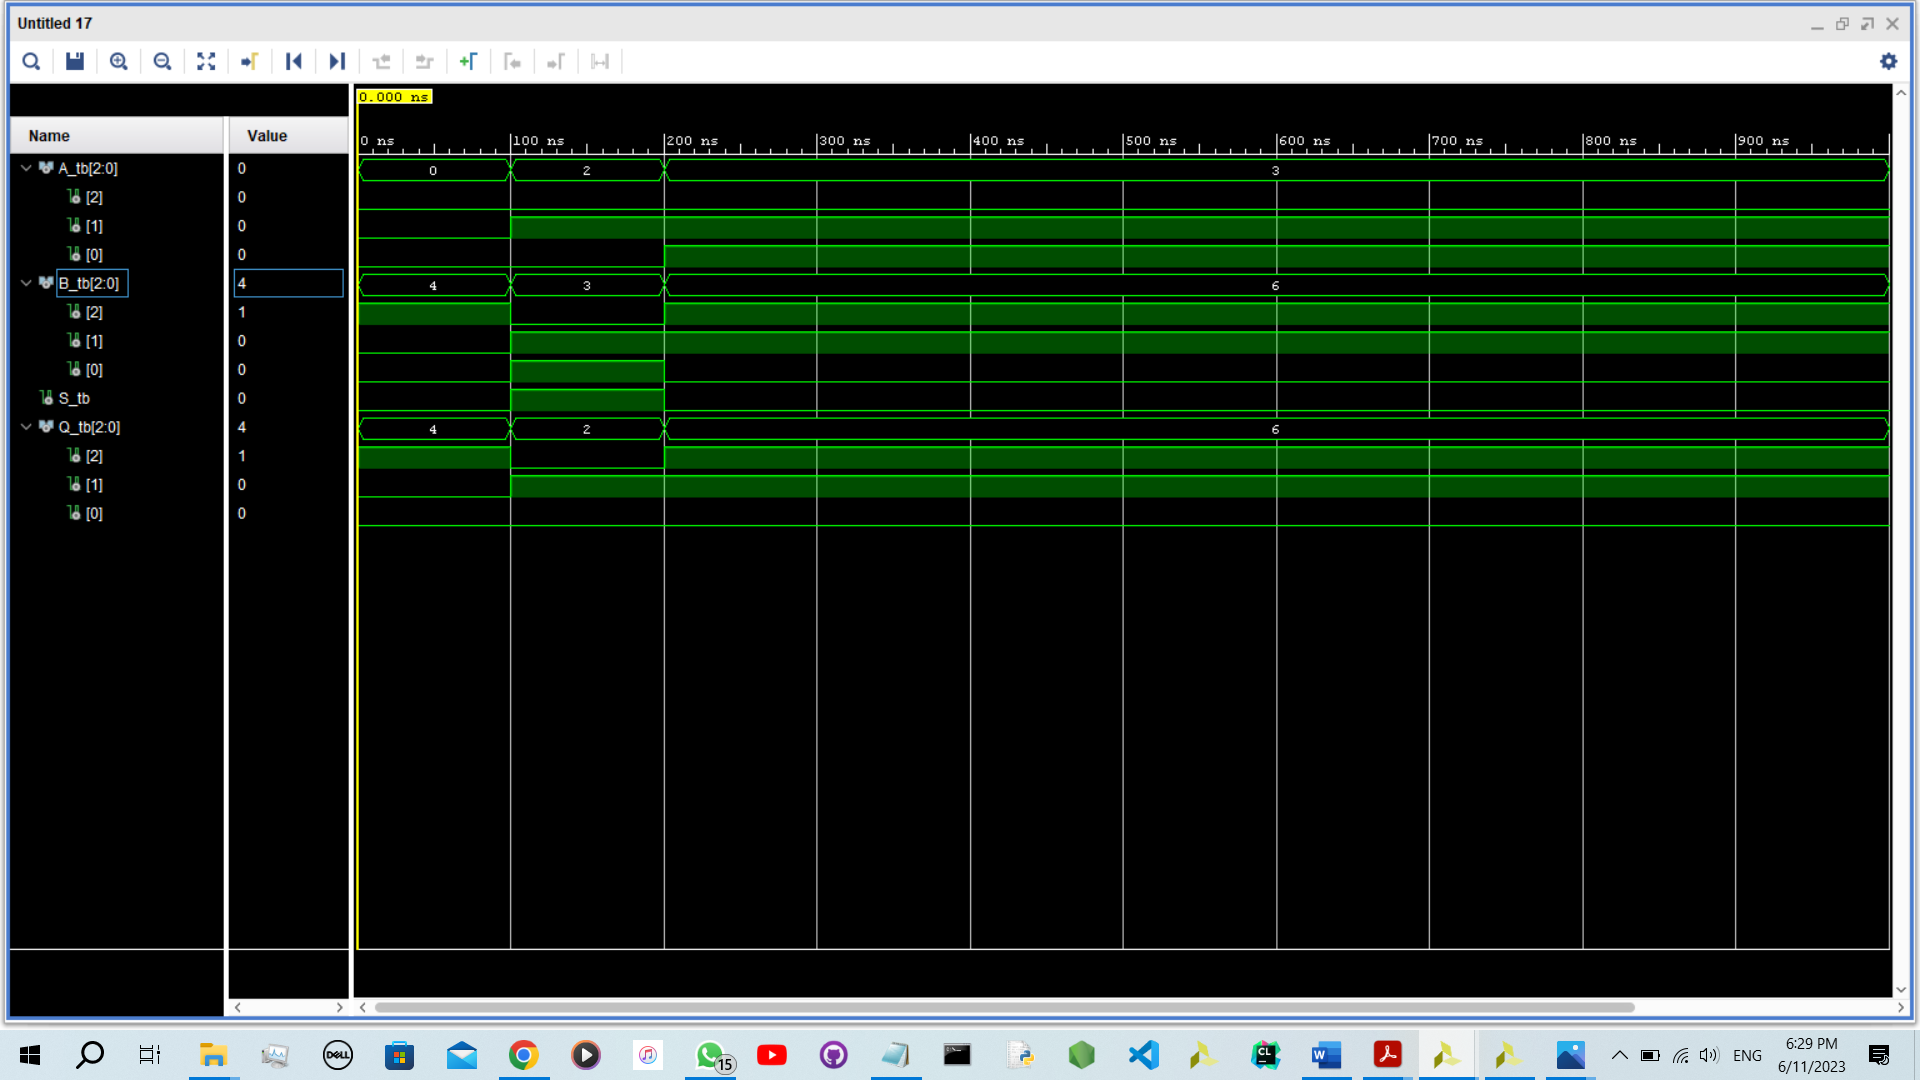 Untitled 17
0.000 ns
Name Value
0 ns 100 ns 200 ns 300 ns 400 ns 500 ns 600 ns 700 ns 800 ns 900 ns
A_tb[2:0] 0 0 2 3
[2] 0
[1] 0
[0] 0
B_tb[2:0] 4 4 3 6
[2] 1
[1] 0
[0] 0
S_tb 0
Q_tb[2:0] 4 4 2 6
[2] 1
[1] 0
[0] 0
DELL
15
CL
W
ENG
6:29 PM
6/11/2023